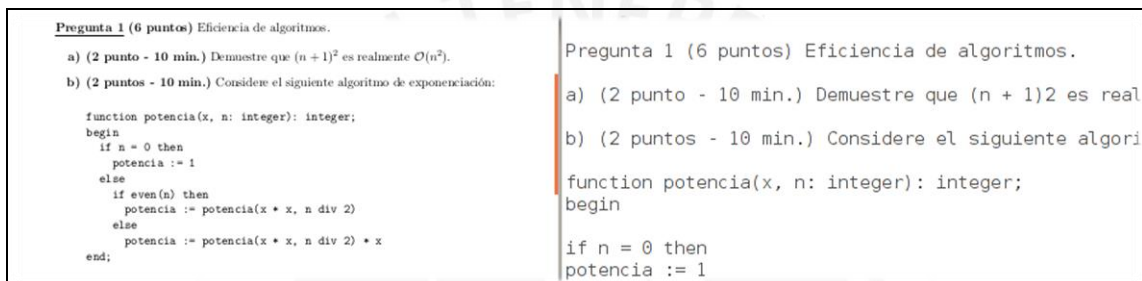 Pregunta 1 (6 puntos) Eficiencia de algoritmos.
a) (2 punto - 10 min.) Demuestre que (n + 1)² es realmente O(n²).
b) (2 puntos - 10 min.) Considere el siguiente algoritmo de exponenciación:
function potencia(x, n: integer): integer;
begin
if n = 0 then
potencia := 1
else
if even(n) then
potencia := potencia(x * x, n div 2)
else
potencia := potencia(x * x, n div 2) * x
end;
Pregunta 1 (6 puntos) Eficiencia de algoritmos.
a) (2 punto - 10 min.) Demuestre que (n + 1)2 es real
b) (2 puntos - 10 min.) Considere el siguiente algori
function potencia(x, n: integer): integer;
begin
if n = 0 then
potencia := 1